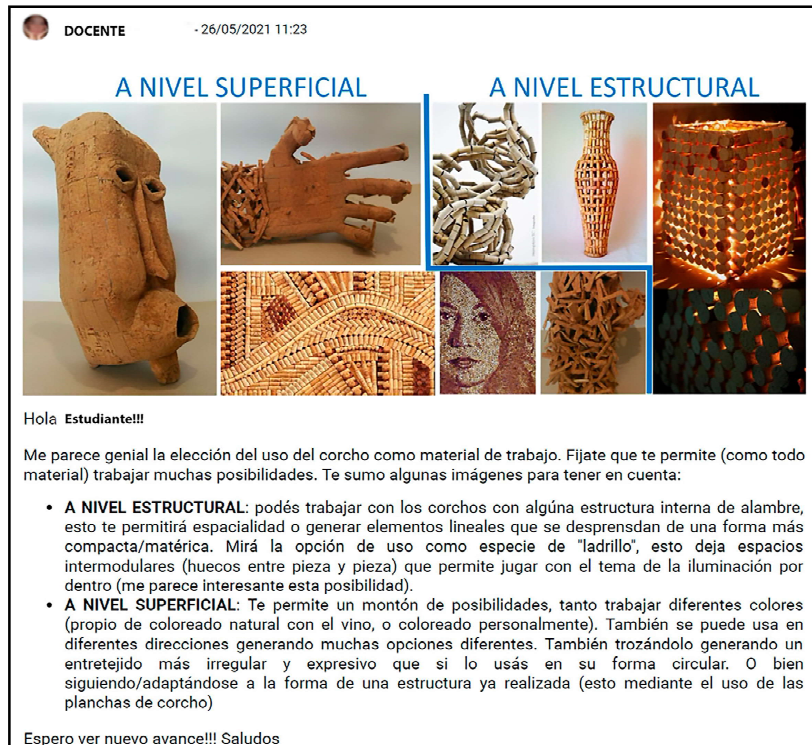 DOCENTE - 26/05/2021 11:23
A NIVEL SUPERFICIAL A NIVEL ESTRUCTURAL
Hola Estudiante!!!
Me parece genial la elección del uso del corcho como material de trabajo. Fijate que te permite (como todo
material) trabajar muchas posibilidades. Te sumo algunas imágenes para tener en cuenta:
• A NIVEL ESTRUCTURAL: podés trabajar con los corchos con algúna estructura interna de alambre,
esto te permitirá espacialidad o generar elementos lineales que se desprensdan de una forma más
compacta/matérica. Mirá la opción de uso como especie de "ladrillo", esto deja espacios
intermodulares (huecos entre pieza y pieza) que permite jugar con el tema de la iluminación por
dentro (me parece interesante esta posibilidad).
• A NIVEL SUPERFICIAL: Te permite un montón de posibilidades, tanto trabajar diferentes colores
(propio de coloreado natural con el vino, o coloreado personalmente). También se puede usa en
diferentes direcciones generando muchas opciones diferentes. También trozándolo generando un
entretejido más irregular y expresivo que si lo usás en su forma circular. O bien
siguiendo/adaptándose a la forma de una estructura ya realizada (esto mediante el uso de las
planchas de corcho)
Espero ver nuevo avance!!! Saludos